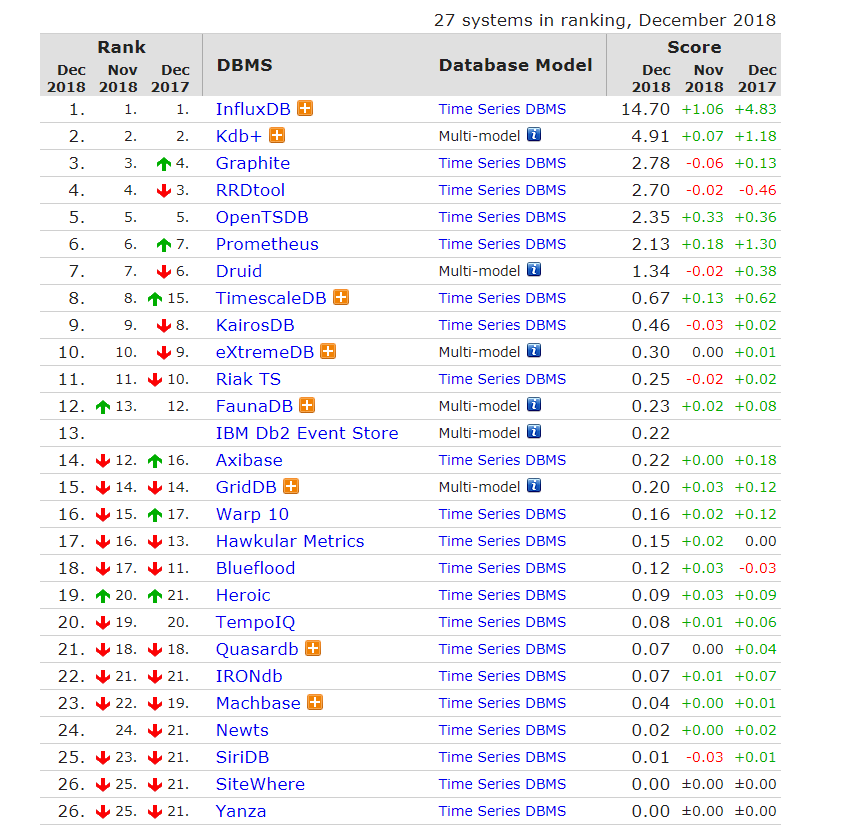 27 systems in ranking, December 2018
Rank Score
DBMS Database Model
Dec Nov Dec Dec Nov Dec
2018 2018 2017 2018 2018 2017
1. 1. 1. InfluxDB Time Series DBMS 14.70 +1.06 +4.83
2. 2. 2. Kdb+ Multi-model 4.91 +0.07 +1.18
3. 3. 4. Graphite Time Series DBMS 2.78 -0.06 +0.13
4. 4. 3. RRDtool Time Series DBMS 2.70 -0.02 -0.46
5. 5. 5. OpenTSDB Time Series DBMS 2.35 +0.33 +0.36
6. 6. 7. Prometheus Time Series DBMS 2.13 +0.18 +1.30
7. 7. 6. Druid Multi-model 1.34 -0.02 +0.38
8. 8. 15. TimescaleDB Time Series DBMS 0.67 +0.13 +0.62
9. 9. 8. KairosDB Time Series DBMS 0.46 -0.03 +0.02
10. 10. 9. eXtremeDB Multi-model 0.30 0.00 +0.01
11. 11. 10. Riak TS Time Series DBMS 0.25 -0.02 +0.02
12. 13. 12. FaunaDB Multi-model 0.23 +0.02 +0.08
13. IBM Db2 Event Store Multi-model 0.22
14. 12. 16. Axibase Time Series DBMS 0.22 +0.00 +0.18
15. 14. 14. GridDB Multi-model 0.20 +0.03 +0.12
16. 15. 17. Warp 10 Time Series DBMS 0.16 +0.02 +0.12
17. 16. 13. Hawkular Metrics Time Series DBMS 0.15 +0.02 0.00
18. 17. 11. Blueflood Time Series DBMS 0.12 +0.03 -0.03
19. 20. 21. Heroic Time Series DBMS 0.09 +0.03 +0.09
20. 19. 20. TempoIQ Time Series DBMS 0.08 +0.01 +0.06
21. 18. 18. Quasardb Time Series DBMS 0.07 0.00 +0.04
22. 21. 21. IRONdb Time Series DBMS 0.07 +0.01 +0.07
23. 22. 19. Machbase Time Series DBMS 0.04 +0.00 +0.01
24. 24. 21. Newts Time Series DBMS 0.02 +0.00 +0.02
25. 23. 21. SiriDB Time Series DBMS 0.01 -0.03 +0.01
26. 25. 21. SiteWhere Time Series DBMS 0.00 ±0.00 ±0.00
26. 25. 21. Yanza Time Series DBMS 0.00 ±0.00 ±0.00